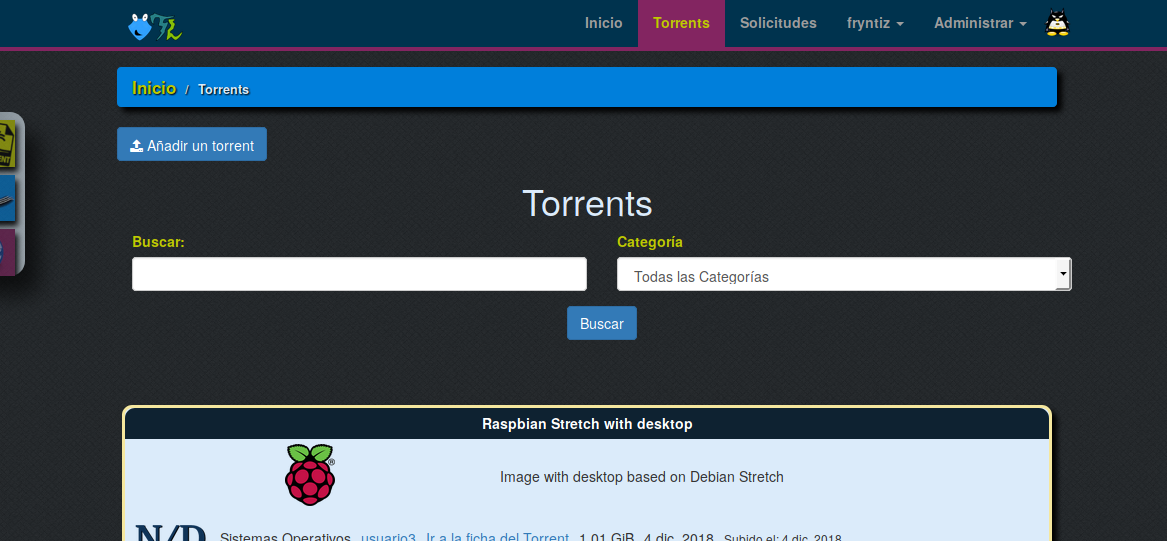 Inicio Torrents Solicitudes fryntiz Administrar
Inicio / Torrents
Añadir un torrent
Torrents
Buscar:
Categoría
Todas las Categorías
Buscar
Raspbian Stretch with desktop
Image with desktop based on Debian Stretch
N/D Sistemas Operativos usuario3 Ir a la ficha del Torrent 1,01 GiB 4 dic. 2018 Subido el: 4 dic. 2018